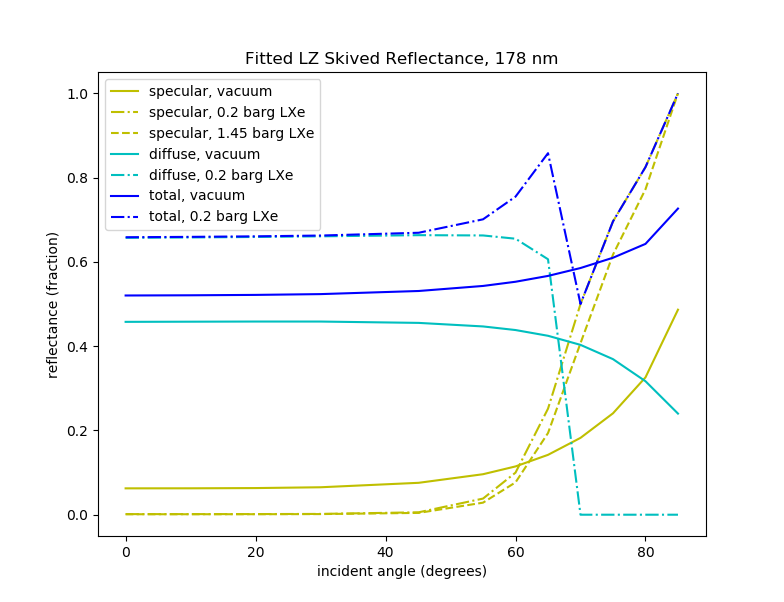 Fitted LZ Skived Reflectance, 178 nm
specular, vacuum
specular, 0.2 barg LXe
specular, 1.45 barg LXe
diffuse, vacuum
diffuse, 0.2 barg LXe
total, vacuum
total, 0.2 barg LXe
reflectance (fraction)
1.0
0.8
0.6
0.4
0.2
0.0
0 20 40 60 80
incident angle (degrees)